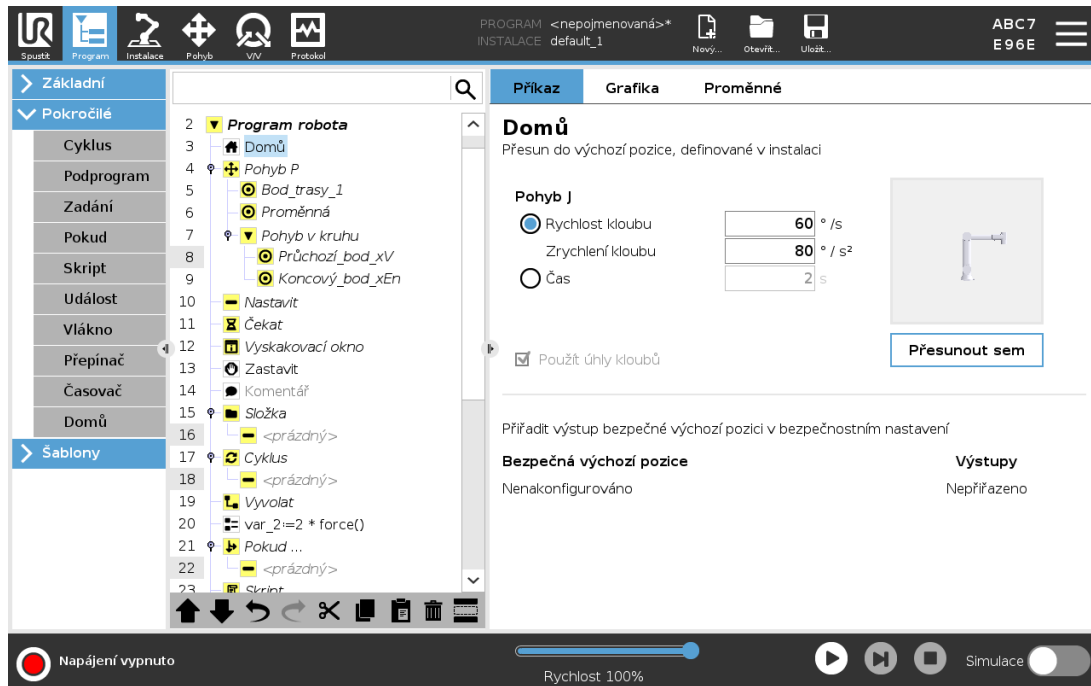 PROGRAM <nepojmenovaná>*
INSTALACE default_1
ABC7
E96E
Spustit
Program
Instalace
Pohyb
V/V
Protokol
Nový...
Otevřít...
Uložit...
Základní
Pokročilé
Cyklus
Podprogram
Zadání
Pokud
Skript
Událost
Vlákno
Přepínač
Časovač
Domů
Šablony
2 Program robota
3 Domů
4 Pohyb P
5 Bod_trasy_1
6 Proměnná
7 Pohyb v kruhu
8 Průchozí_bod_xV
9 Koncový_bod_xEn
10 Nastavit
11 Čekat
12 Vyskakovací okno
13 Zastavit
14 Komentář
15 Složka
16 <prázdný>
17 Cyklus
18 <prázdný>
19 Vyvolat
20 var_2:=2 * force()
21 Pokud ...
22 <prázdný>
23 Skript
Příkaz
Grafika
Proměnné
Domů
Přesun do výchozí pozice, definované v instalaci
Pohyb J
Rychlost kloubu 60 ° /s
Zrychlení kloubu 80 ° / s²
Čas 2 s
Použít úhly kloubů
Přesunout sem
Přiřadit výstup bezpečné výchozí pozici v bezpečnostním nastavení
Bezpečná výchozí pozice Výstupy
Nenakonfigurováno Nepřiřazeno
Napájení vypnuto
Rychlost 100%
Simulace